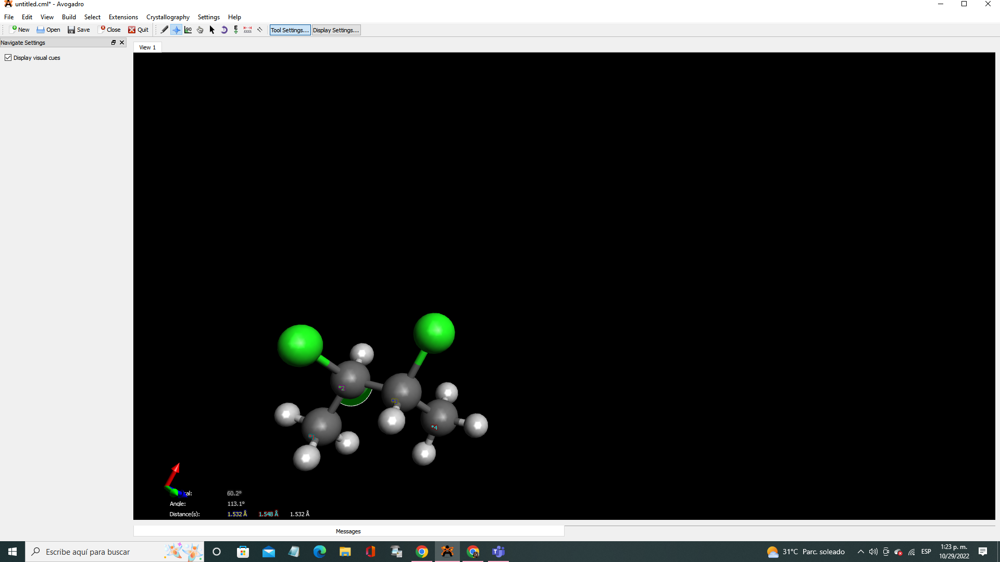 untitled.cml* - Avogadro
File Edit View Build Select Extensions Crystallography Settings Help
New Open Save Close Quit 90 E Tool Settings... Display Settings...
Navigate Settings
View 1
Display visual cues
*2
*3
*4
al: 60.2°
Angle: 113.1°
Distance(s): 1.532 Å 1.548 Å 1.532 Å
Messages
Escribe aquí para buscar
31°C Parc. soleado
ESP
1:23 p. m.
10/29/2022